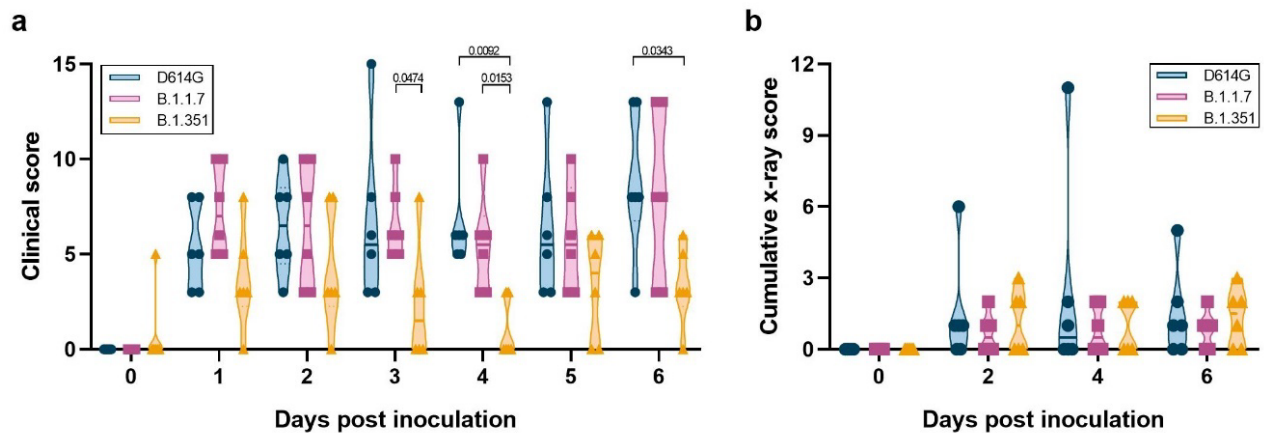 a
b
Clinical score
15
10
5
0
D614G
B.1.1.7
B.1.351
0.0474
0.0092
0.0153
0.0343
0 1 2 3 4 5 6
Days post inoculation
Cumulative x-ray score
12
9
6
3
0
D614G
B.1.1.7
B.1.351
0 2 4 6
Days post inoculation